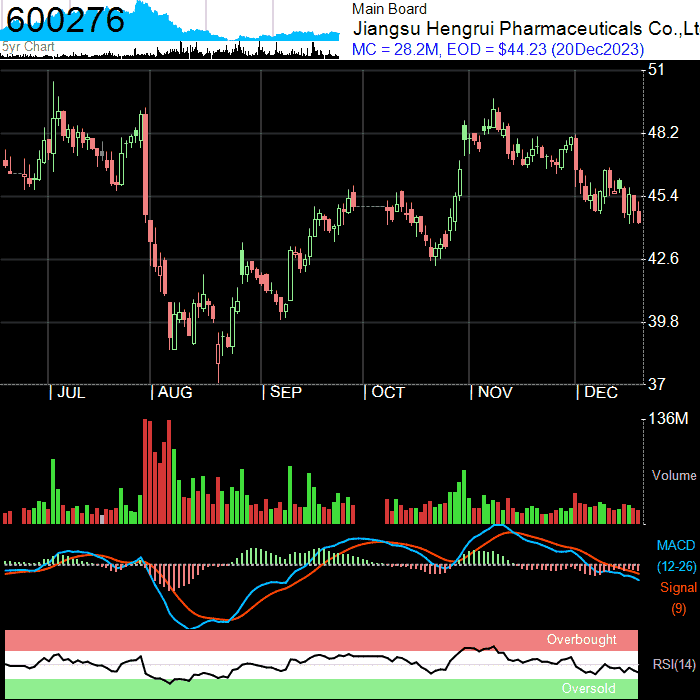 600276
5yr Chart
Main Board
Jiangsu Hengrui Pharmaceuticals Co.,Lt
MC = 28.2M, EOD = $44.23 (20Dec2023)
51
48.2
45.4
42.6
39.8
37
JUL AUG SEP OCT NOV DEC
136M
Volume
MACD
(12-26)
Signal
(9)
Overbought
RSI(14)
Oversold